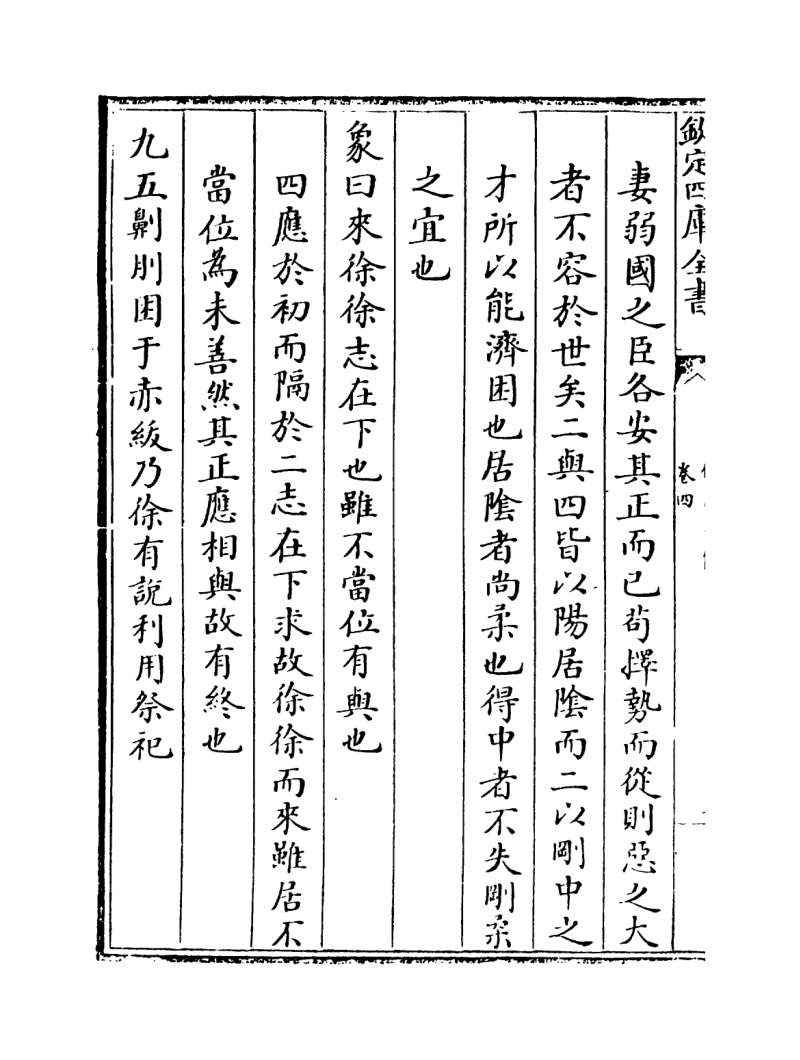 欽定四庫全書
卷四
妻弱國之臣各安其正而已苟擇勢而從則惡之大
者不容於世矣二與四皆以陽居陰而二以剛中之
才所以能濟困也居陰者尚柔也得中者不失剛柔
之宜也
象曰來徐徐志在下也雖不當位有與也
四應於初而隔於二志在下求故徐徐而來雖居不
當位為未善然其正應相與故有終也
九五劓刖困于赤紱乃徐有說利用祭祀